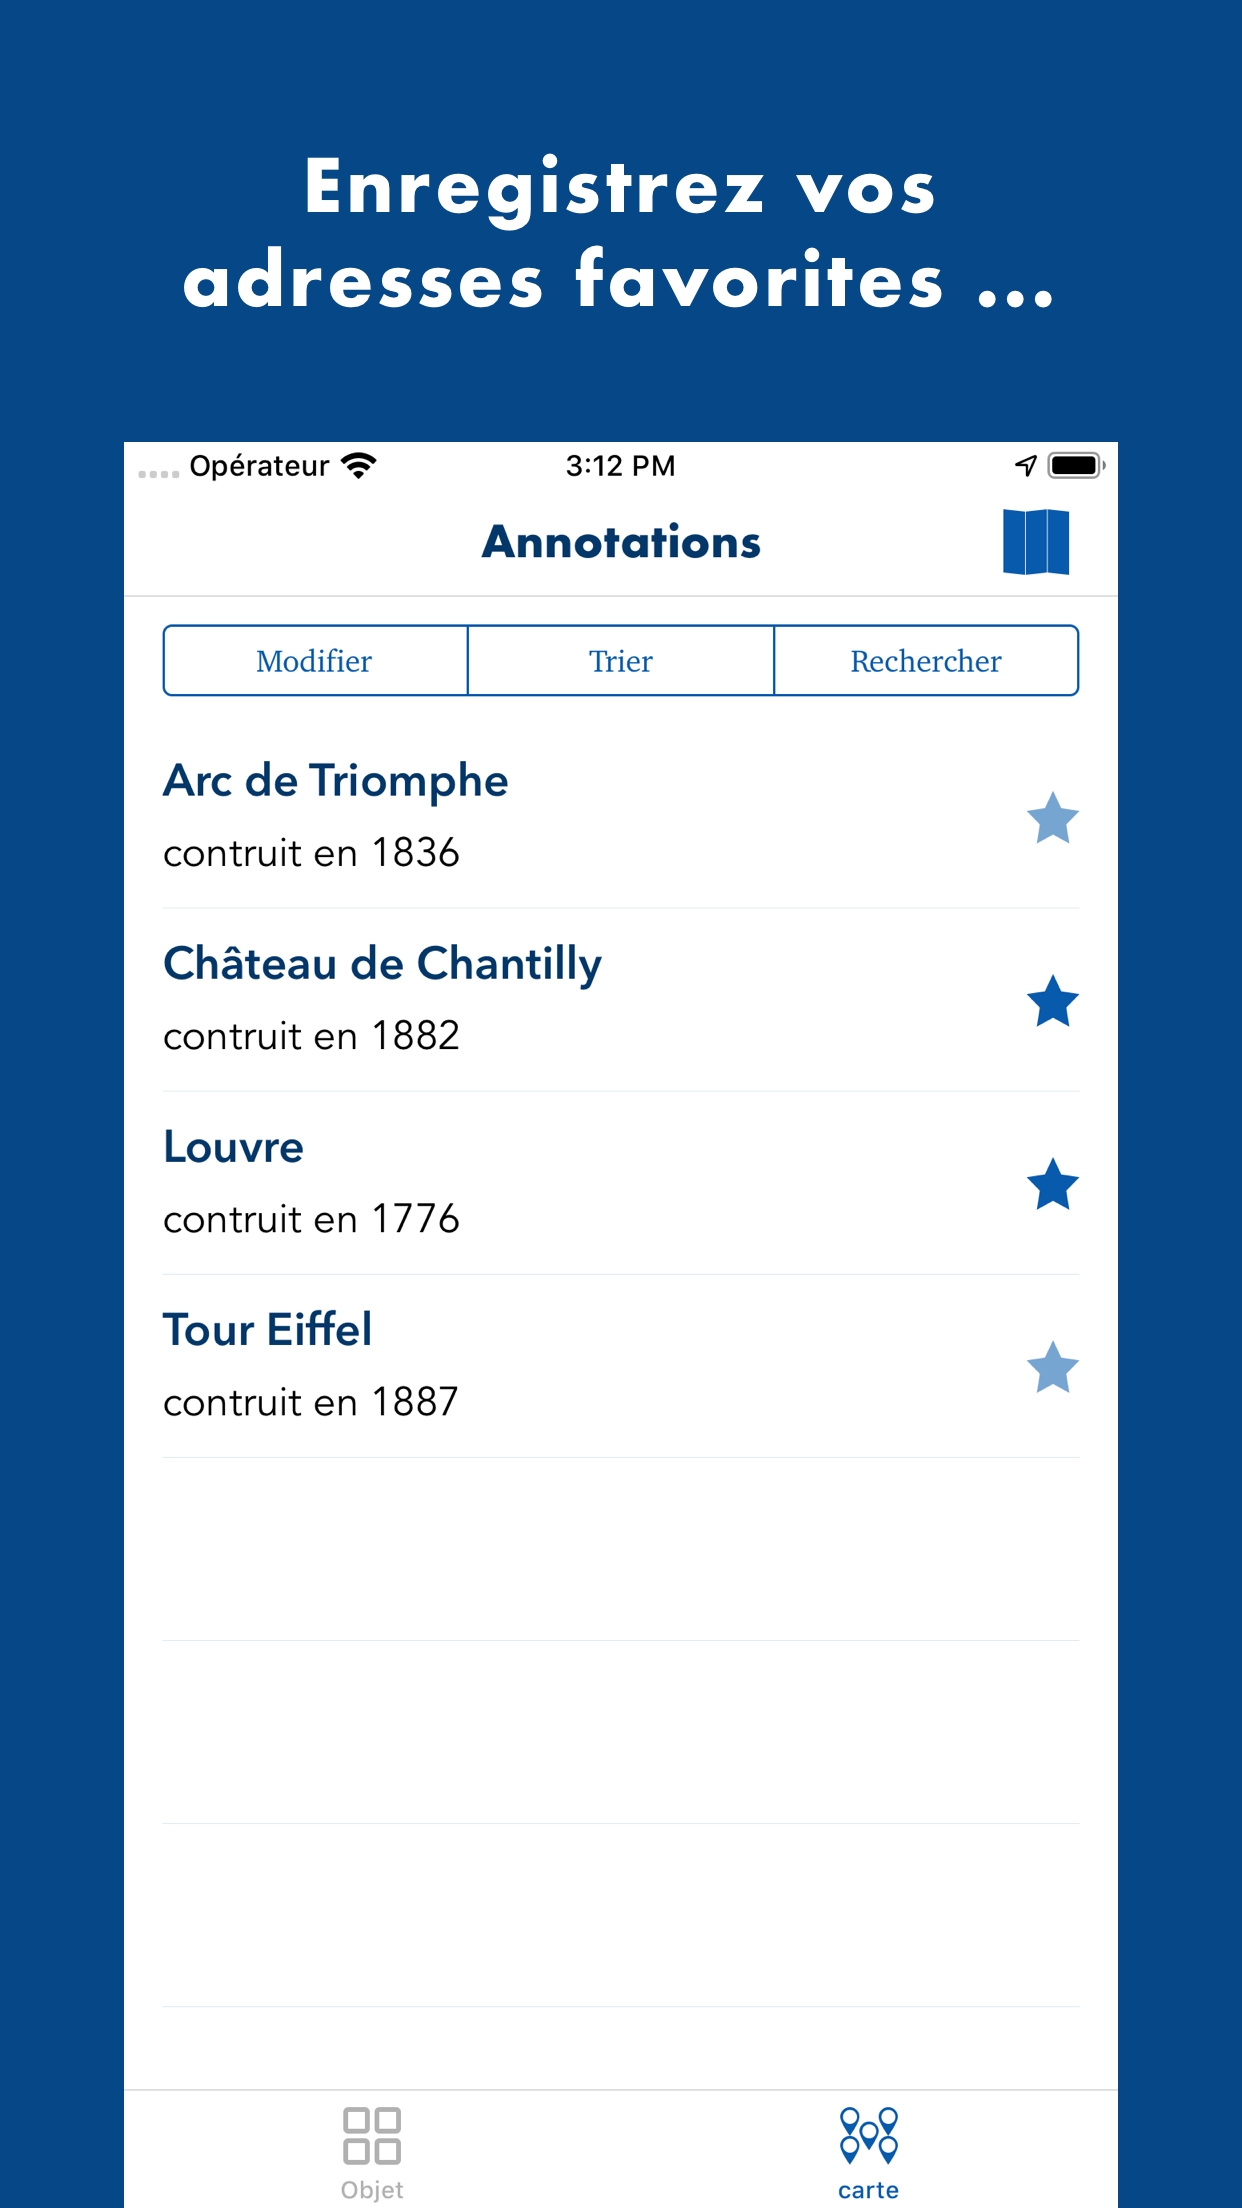 Enregistrez vos
adresses favorites ...
Opérateur 3:12 PM
Annotations
Modifier Trier Rechercher
Arc de Triomphe
contruit en 1836
Château de Chantilly
contruit en 1882
Louvre
contruit en 1776
Tour Eiffel
contruit en 1887
Objet carte